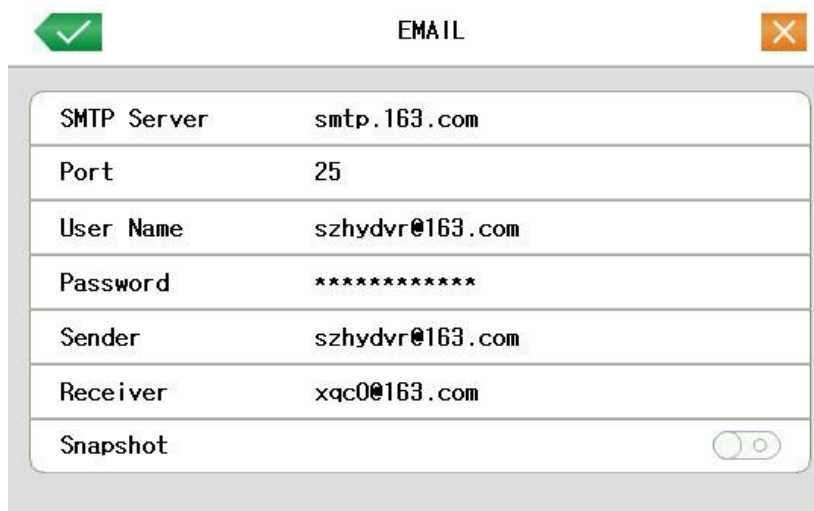 EMAIL
SMTP Server smtp.163.com
Port 25
User Name szhydvr@163.com
Password ************
Sender szhydvr@163.com
Receiver xqc0@163.com
Snapshot